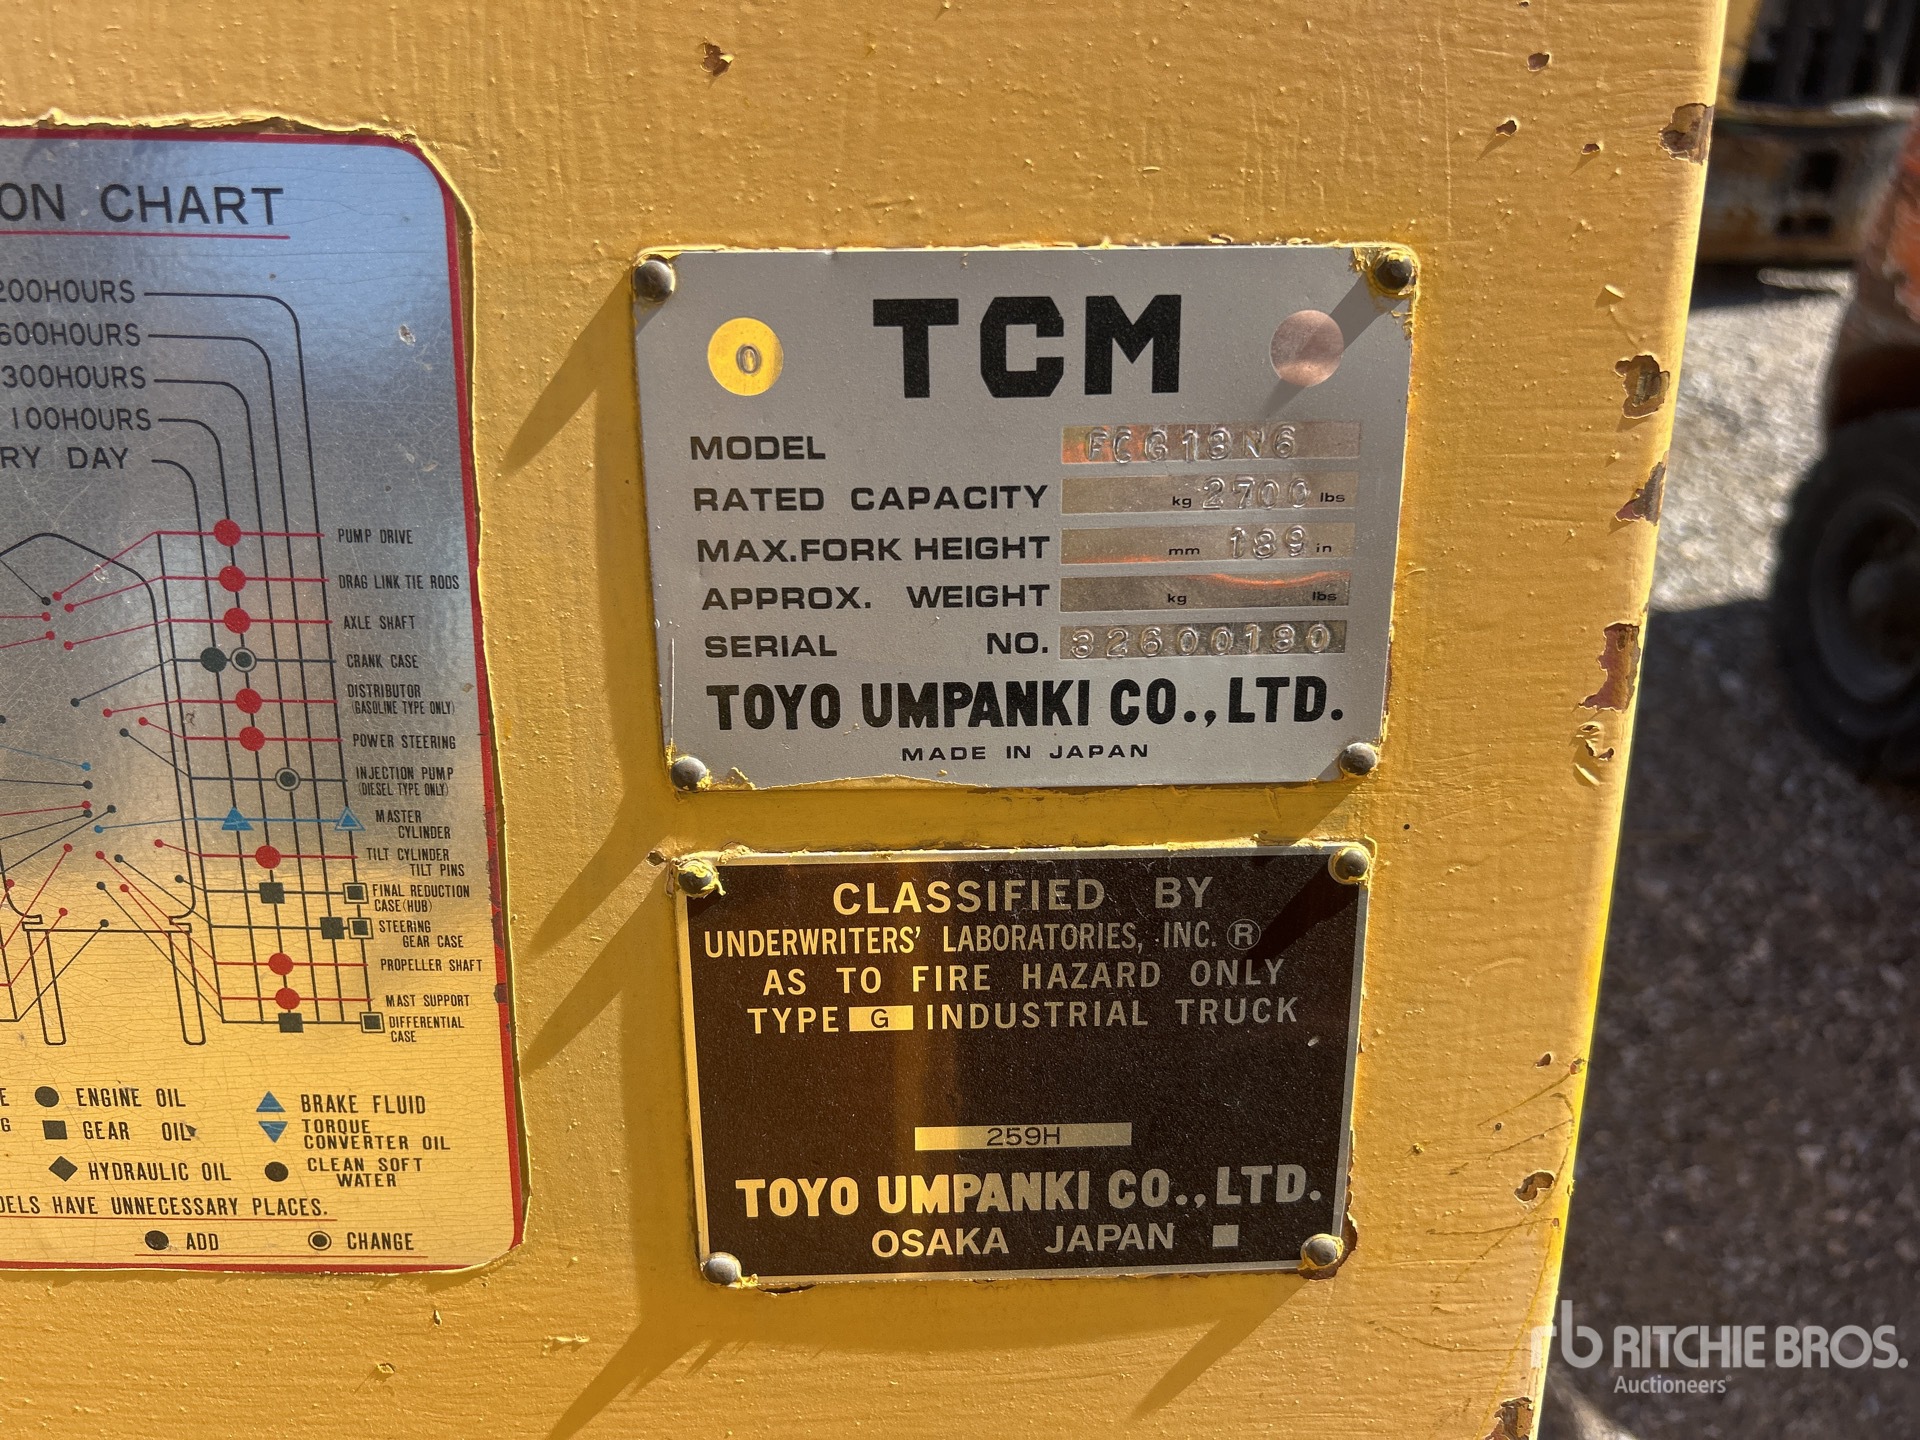 ON CHART
200HOURS
600HOURS
300HOURS
100HOURS
RY DAY
PUMP DRIVE
DRAG LINK TIE RODS
AXLE SHAFT
CRANK CASE
DISTRIBUTOR
(GASOLINE TYPE ONLY)
POWER STEERING
INJECTION PUMP
(DIESEL TYPE ONLY)
MASTER
CYLINDER
TILT CYLINDER
TILT PINS
FINAL REDUCTION
CASE(HUB)
STEERING
GEAR CASE
PROPELLER SHAFT
MAST SUPPORT
DIFFERENTIAL
CASE
E ENGINE OIL
G GEAR OIL
HYDRAULIC OIL
BRAKE FLUID
TORQUE
CONVERTER OIL
CLEAN SOFT
WATER
DELS HAVE UNNECESSARY PLACES.
ADD CHANGE
0 TCM
MODEL FCG18N6
RATED CAPACITY kg 2700 lbs
MAX.FORK HEIGHT mm 189 in
APPROX. WEIGHT kg lbs
SERIAL NO. 32600180
TOYO UMPANKI CO., LTD.
MADE IN JAPAN
CLASSIFIED BY
UNDERWRITERS' LABORATORIES, INC. ®
AS TO FIRE HAZARD ONLY
TYPE G INDUSTRIAL TRUCK
259H
TOYO UMPANKI CO., LTD.
OSAKA JAPAN
rb RITCHIE BROS.
Auctioneers